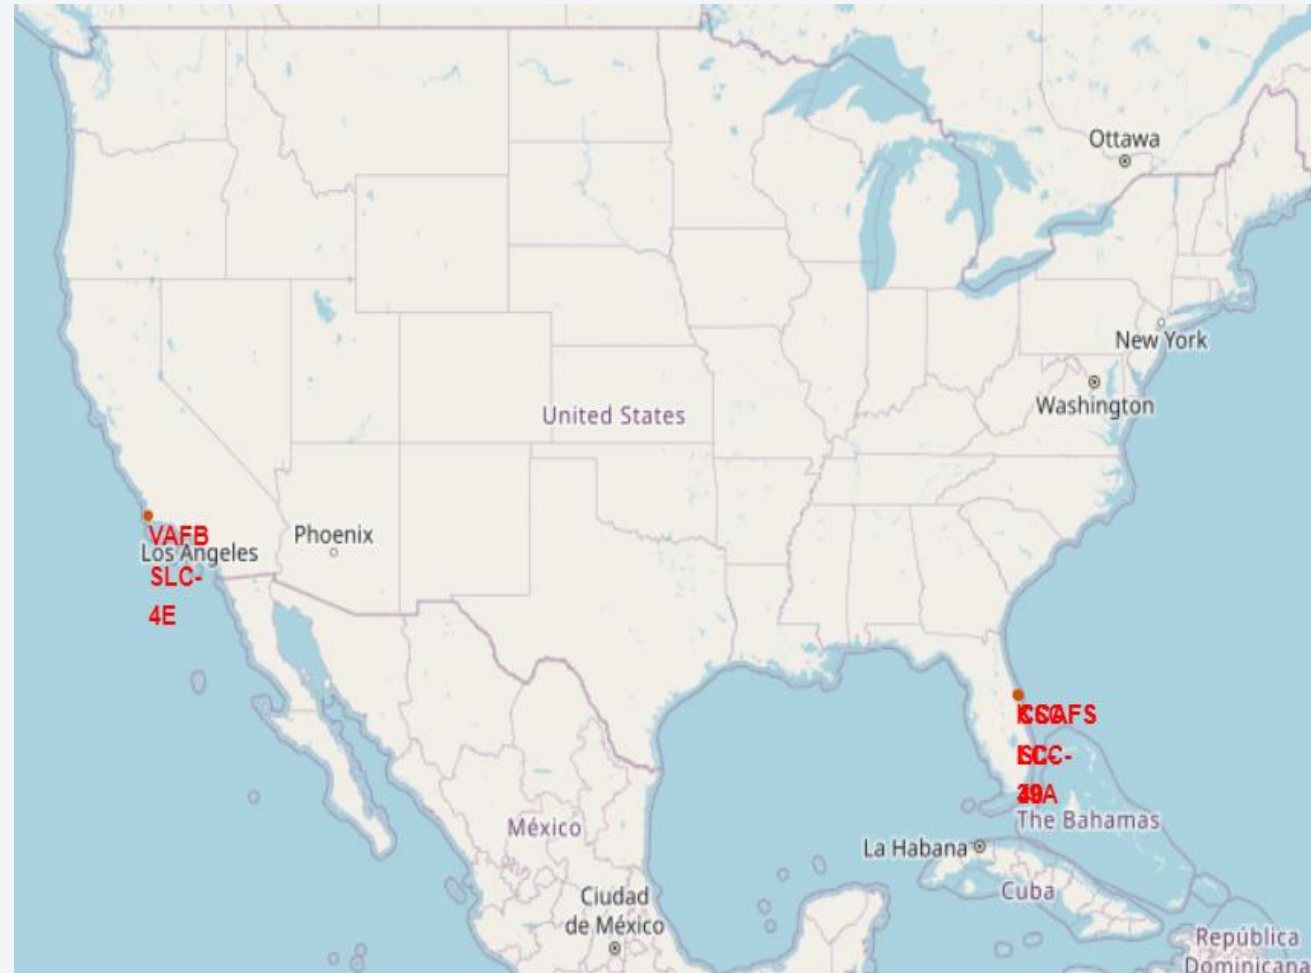 Ottawa
New York
Washington
United States
VAFB
Los Angeles
SLC-
4E
Phoenix
The Bahamas
México
La Habana
Cuba
Ciudad
de México
República
Dominicana